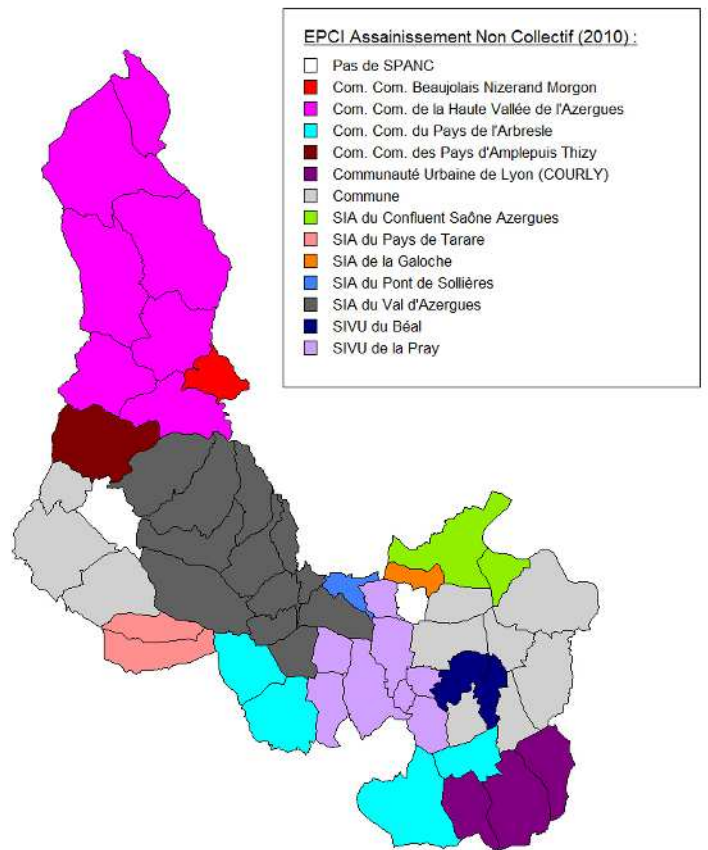 EPCI Assainissement Non Collectif (2010) :
Pas de SPANC
Com. Com. Beaujolais Nizerand Morgon
Com. Com. de la Haute Vallée de l'Azergues
Com. Com. du Pays de l'Arbresle
Com. Com. des Pays d'Amplepuis Thizy
Communauté Urbaine de Lyon (COURLY)
Commune
SIA du Confluent Saône Azergues
SIA du Pays de Tarare
SIA de la Galoche
SIA du Pont de Sollières
SIA du Val d'Azergues
SIVU du Béal
SIVU de la Pray